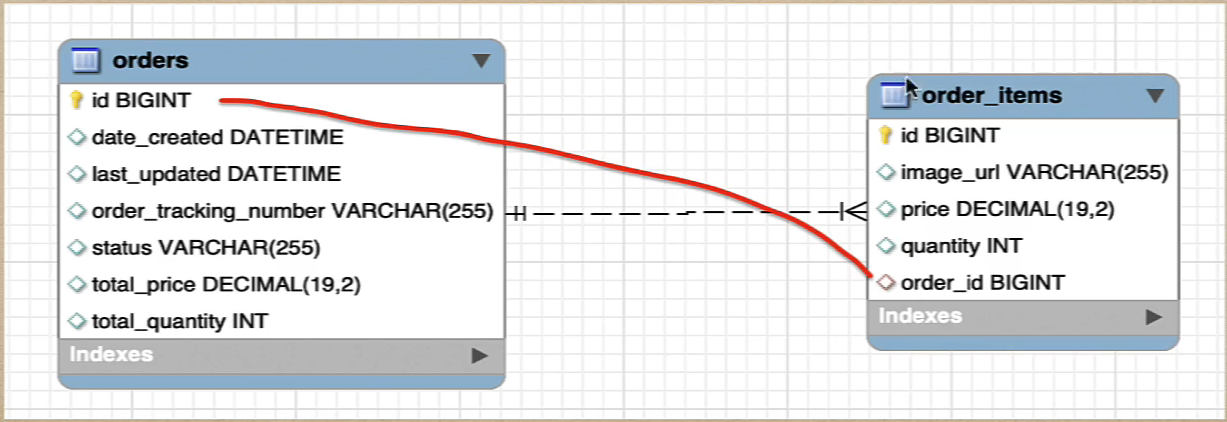 orders
id BIGINT
date_created DATETIME
last_updated DATETIME
order_tracking_number VARCHAR(255)
status VARCHAR(255)
total_price DECIMAL(19,2)
total_quantity INT
Indexes
order_items
id BIGINT
image_url VARCHAR(255)
price DECIMAL(19,2)
quantity INT
order_id BIGINT
Indexes